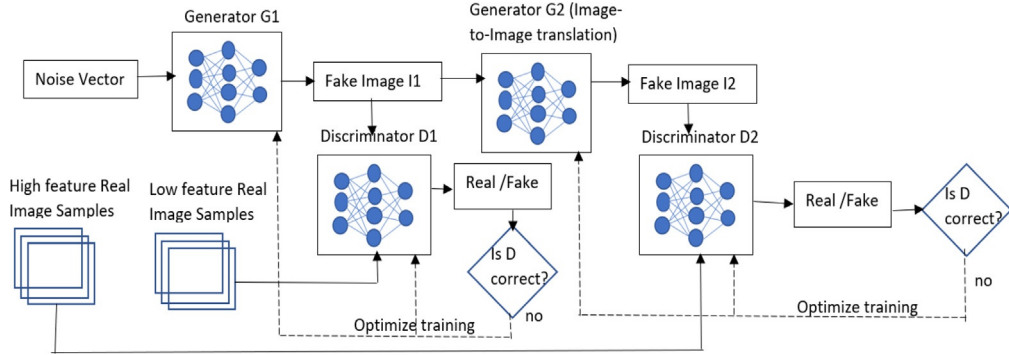 Generator G1
Generator G2 (Image-
to-Image translation)
Noise Vector
Fake Image I1
Fake Image I2
Discriminator D1
Discriminator D2
High feature Real
Image Samples
Low feature Real
Image Samples
Real /Fake
Real /Fake
Is D
correct?
Is D
correct?
no
no
Optimize training
Optimize training